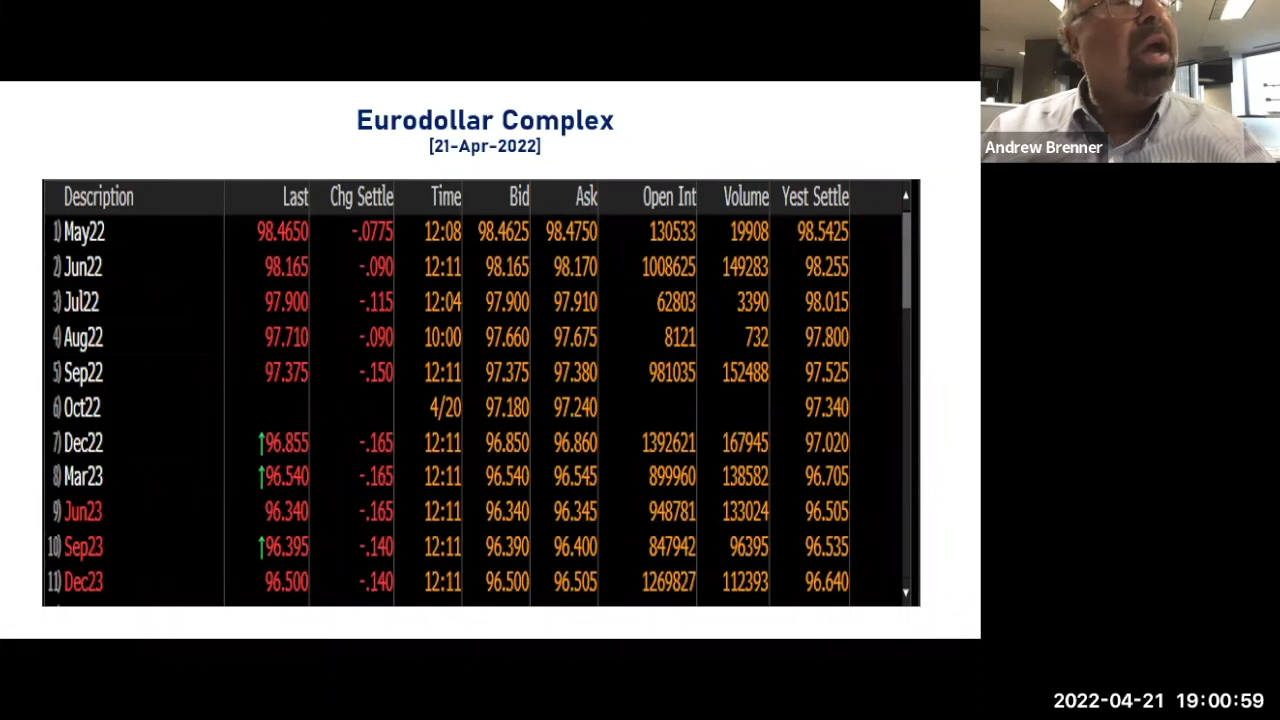 Eurodollar Complex
[21-Apr-2022]
Description Last Chg Settle Time Bid Ask Open Int Volume Yest Settle
1) May22 98.4650 -.0775 12:08 98.4625 98.4750 130533 19908 98.5425
2) Jun22 98.165 -.090 12:11 98.165 98.170 1008625 149283 98.255
3) Jul22 97.900 -.115 12:04 97.900 97.910 62803 3390 98.015
4) Aug22 97.710 -.090 10:00 97.660 97.675 8121 732 97.800
5) Sep22 97.375 -.150 12:11 97.375 97.380 981035 152488 97.525
6) Oct22 4/20 97.180 97.240 97.340
7) Dec22 ↑96.855 -.165 12:11 96.850 96.860 1392621 167945 97.020
8) Mar23 ↑96.540 -.165 12:11 96.540 96.545 899960 138582 96.705
9) Jun23 96.340 -.165 12:11 96.340 96.345 948781 133024 96.505
10) Sep23 ↑96.395 -.140 12:11 96.390 96.400 847942 96395 96.535
11) Dec23 96.500 -.140 12:11 96.500 96.505 1269827 112393 96.640
Andrew Brenner
2022-04-21 19:00:59